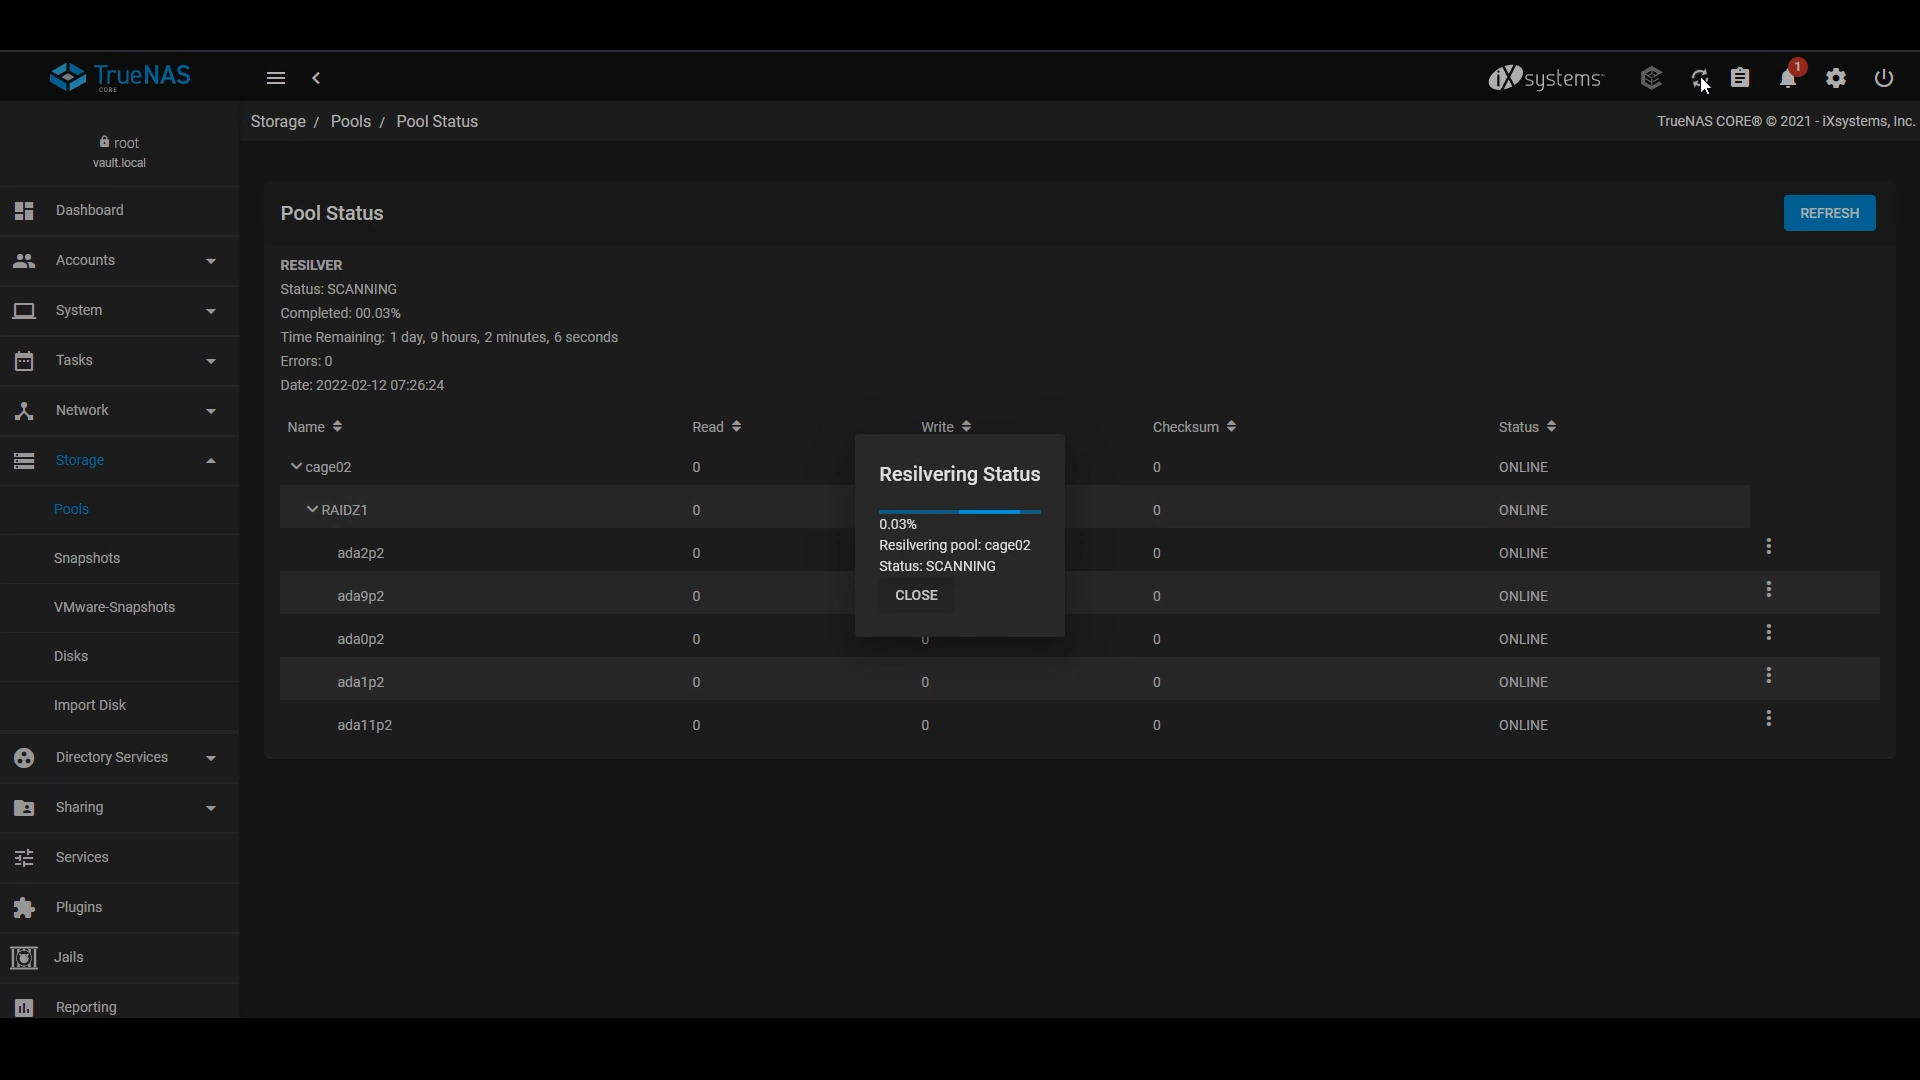 TrueNAS
CORE
iXsystems
1
Storage / Pools / Pool Status
TrueNAS CORE® © 2021 - iXsystems, Inc.
root
vault.local
Dashboard
Accounts
System
Tasks
Network
Storage
Pools
Snapshots
VMware-Snapshots
Disks
Import Disk
Directory Services
Sharing
Services
Plugins
Jails
Reporting
Pool Status
REFRESH
RESILVER
Status: SCANNING
Completed: 00.03%
Time Remaining: 1 day, 9 hours, 2 minutes, 6 seconds
Errors: 0
Date: 2022-02-12 07:26:24
Name Read Write Checksum Status
cage02 0 0 ONLINE
RAIDZ1 0 0 ONLINE
ada2p2 0 0 ONLINE
ada9p2 0 0 ONLINE
ada0p2 0 0 0 ONLINE
ada1p2 0 0 0 ONLINE
ada11p2 0 0 0 ONLINE
Resilvering Status
0.03%
Resilvering pool: cage02
Status: SCANNING
CLOSE